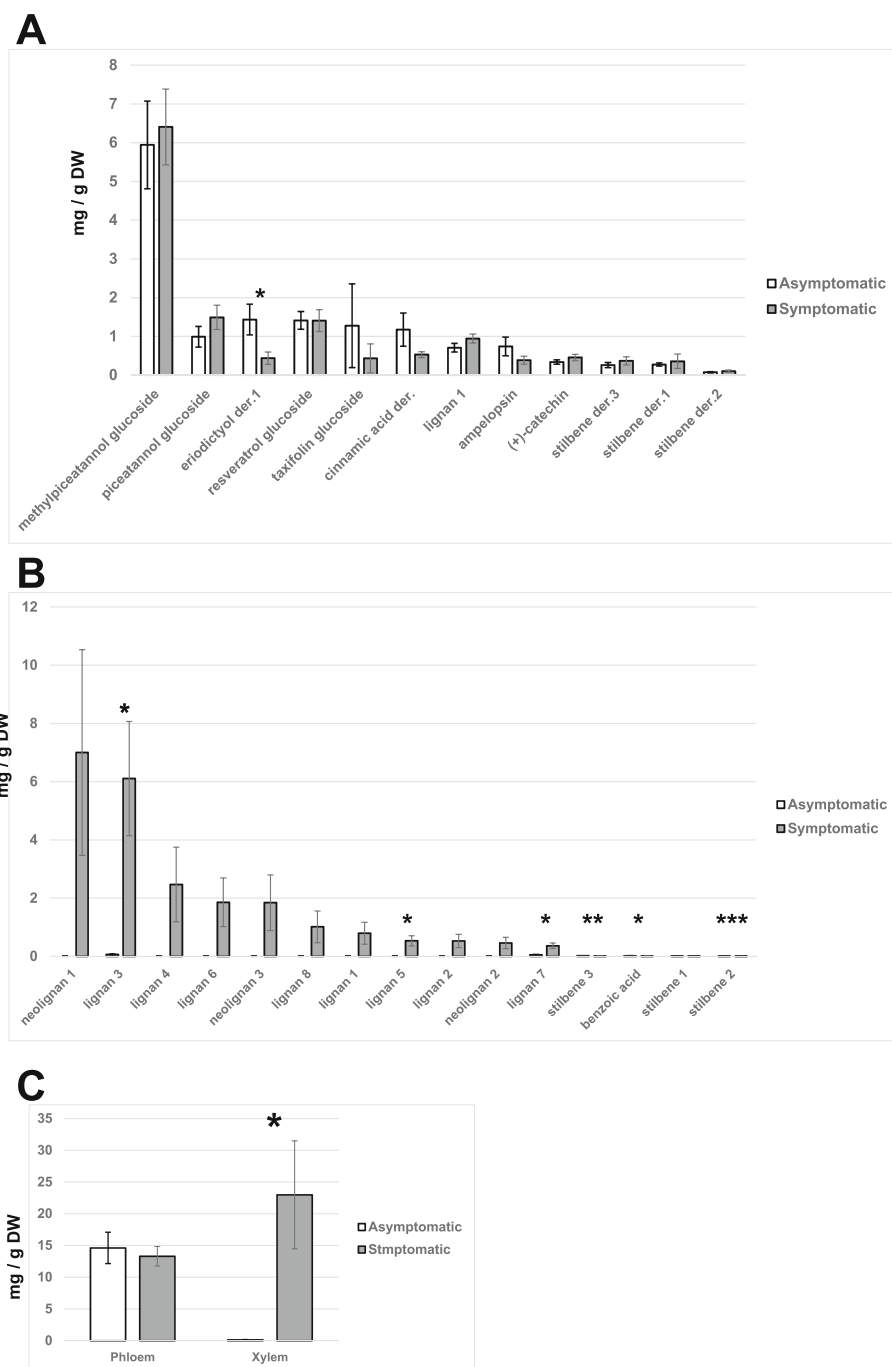 A
8
7
6
5
4
3
2
1
0
mg / g DW
*
methylpiceatannol glucoside
piceatannol glucoside
eriodictyol der.1
resveratrol glucoside
taxifolin glucoside
cinnamic acid der.
lignan 1
ampelopsin
(+)-catechin
stilbene der.3
stilbene der.1
stilbene der.2
Asymptomatic
Symptomatic
B
12
10
8
6
4
2
0
mg / g DW
*
*
*
**
*
***
neolignan 1
lignan 3
lignan 4
lignan 6
neolignan 3
lignan 8
lignan 1
lignan 5
lignan 2
neolignan 2
lignan 7
stilbene 3
benzoic acid
stilbene 1
stilbene 2
Asymptomatic
Symptomatic
C
35
30
25
20
15
10
5
0
mg / g DW
*
Phloem
Xylem
Asymptomatic
Stmptomatic